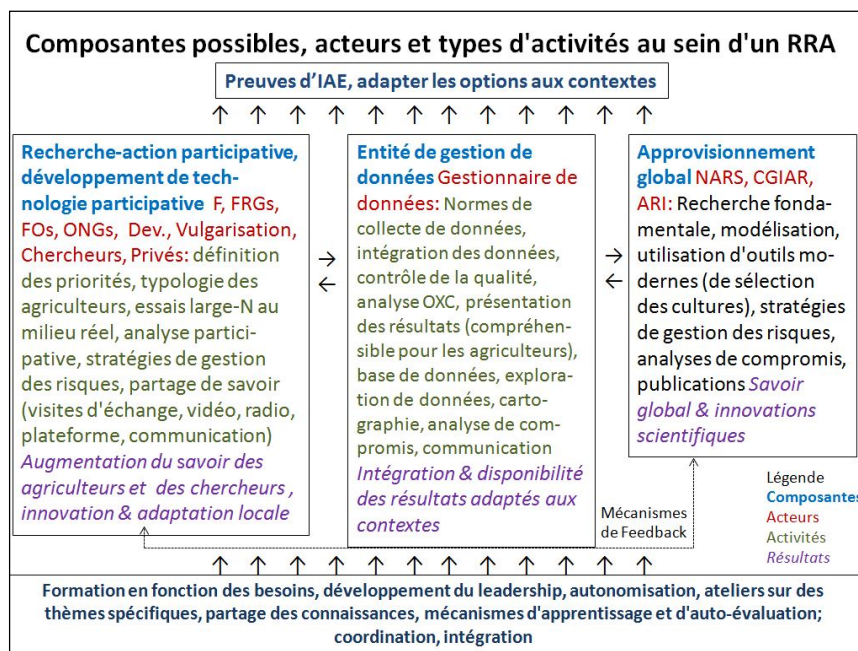 Composantes possibles, acteurs et types d'activités au sein d'un RRA
Preuves d'IAE, adapter les options aux contextes
Recherche-action participative,
développement de tech-
nologie participative F, FRGs,
FOs, ONGs, Dev., Vulgarisation,
Chercheurs, Privés: définition
des priorités, typologie des
agriculteurs, essais large-N au
milieu réel, analyse partici-
pative, stratégies de gestion
des risques, partage de savoir
(visites d'échange, vidéo, radio,
plateforme, communication)
Augmentation du savoir des
agriculteurs et des chercheurs ,
innovation & adaptation locale
Entité de gestion de
données Gestionnaire de
données: Normes de
collecte de données,
intégration des données,
contrôle de la qualité,
analyse OXC, présentation
des résultats (compréhen-
sible pour les agriculteurs),
base de données, explora-
tion de données, carto-
graphie, analyse de com-
promis, communication
Intégration & disponibilité
des résultats adaptés aux
contextes
Approvisionnement
global NARS, CGIAR,
ARI: Recherche fonda-
mentale, modélisation,
utilisation d'outils mo-
dernes (de sélection
des cultures), stratégies
de gestion des risques,
analyses de compromis,
publications Savoir
global & innovations
scientifiques
Mécanismes
de Feedback
Légende
Composantes
Acteurs
Activités
Résultats
Formation en fonction des besoins, développement du leadership, autonomisation, ateliers sur des
thèmes spécifiques, partage des connaissances, mécanismes d'apprentissage et d'auto-évaluation;
coordination, intégration